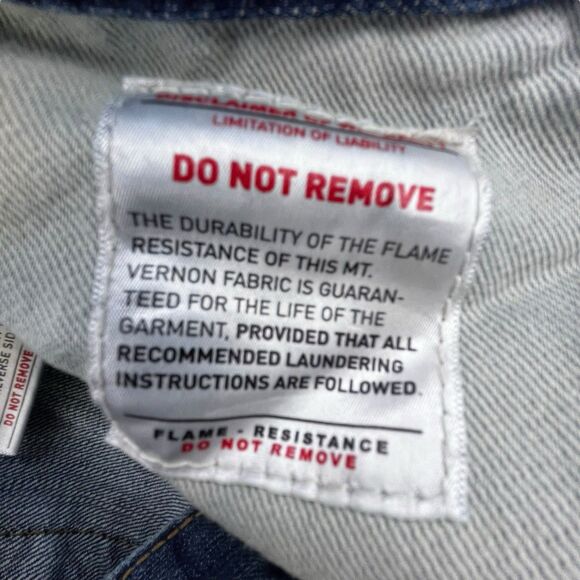 LIMITATION OF LIABILITY
DO NOT REMOVE
THE DURABILITY OF THE FLAME
RESISTANCE OF THIS MT.
VERNON FABRIC IS GUARAN-
TEED FOR THE LIFE OF THE
GARMENT, PROVIDED THAT ALL
RECOMMENDED LAUNDERING
INSTRUCTIONS ARE FOLLOWED.
FLAME - RESISTANCE
DO NOT REMOVE
DO NOT REMOVE